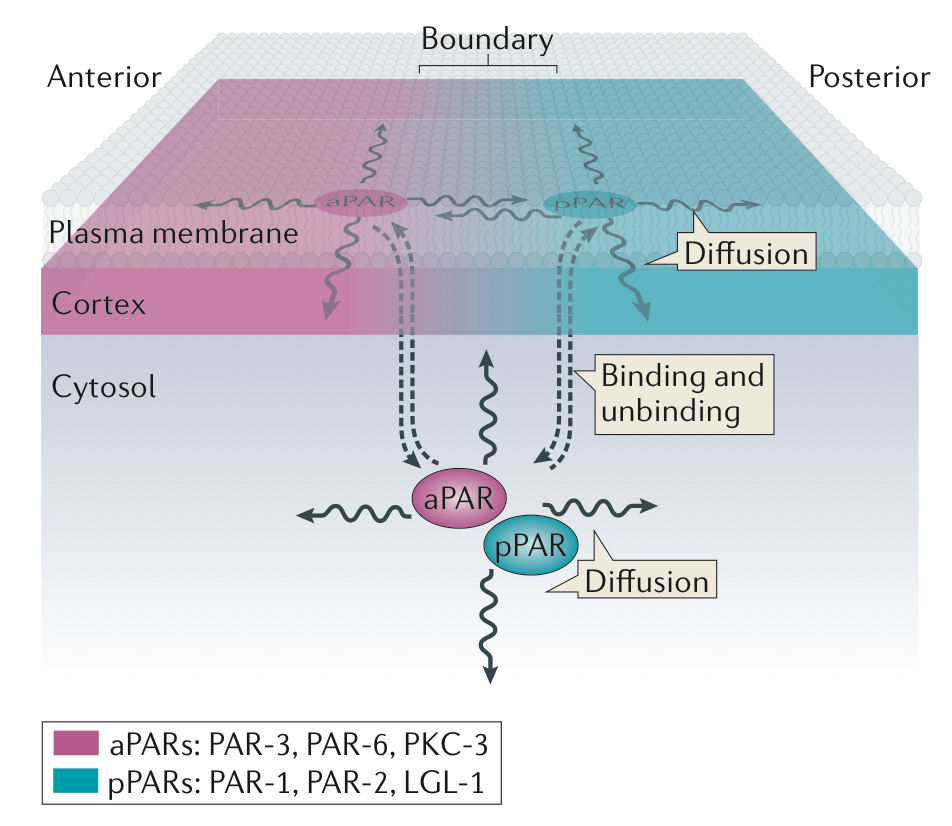 Boundary
Anterior
Posterior
aPAR
pPAR
Plasma membrane
Diffusion
Cortex
Binding and
unbinding
Cytosol
aPAR
pPAR
Diffusion
aPARs: PAR-3, PAR-6, PKC-3
pPARs: PAR-1, PAR-2, LGL-1